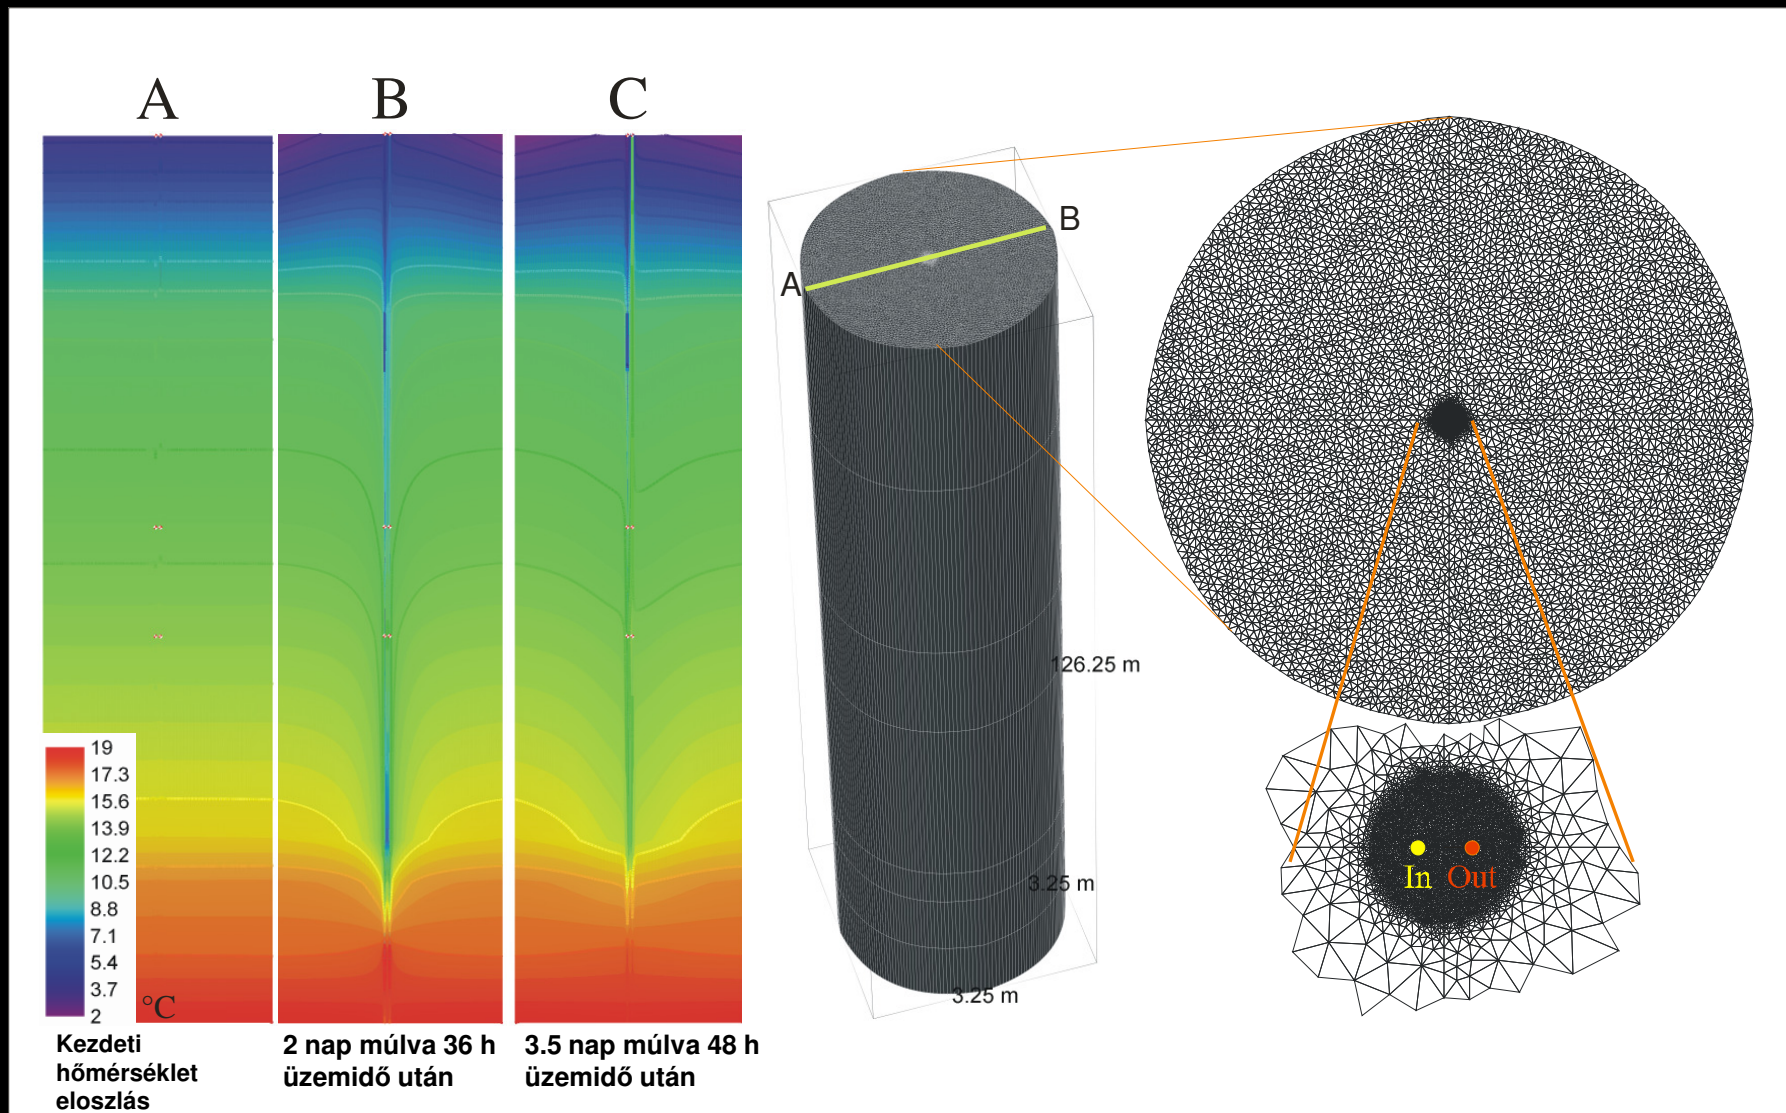 A
B
C
19
17.3
15.6
13.9
12.2
10.5
8.8
7.1
5.4
3.7
2
°C
Kezdeti
hőmérséklet
eloszlás
2 nap múlva 36 h
üzemidő után
3.5 nap múlva 48 h
üzemidő után
A
B
126.25 m
3.25 m
3.25 m
In
Out